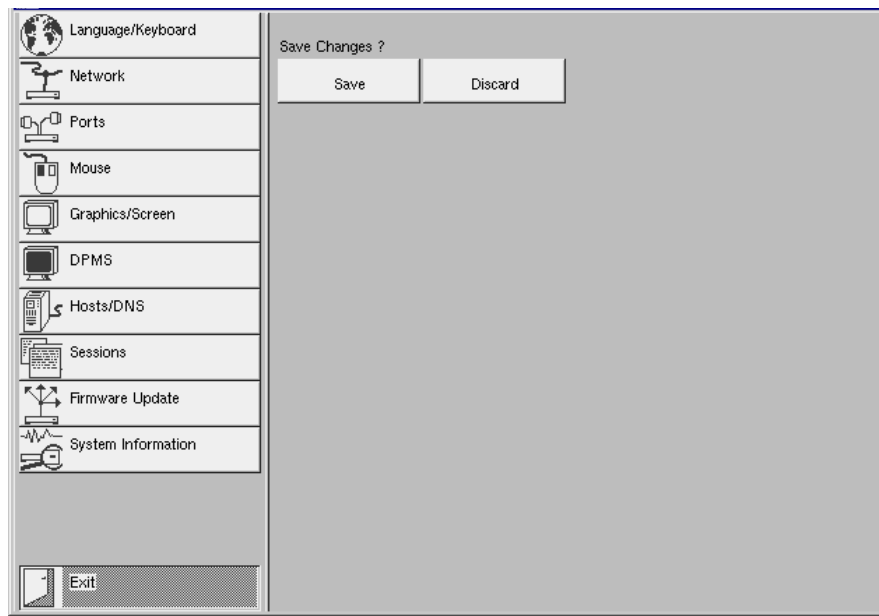 Language/Keyboard
Network
Ports
Mouse
Graphics/Screen
DPMS
Hosts/DNS
Sessions
Firmware Update
System Information
Exit
Save Changes ?
Save
Discard